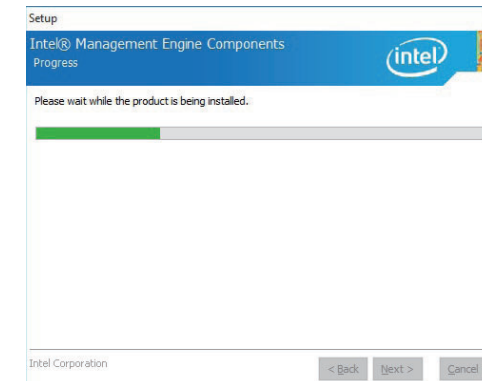 Setup
Intel® Management Engine Components
Progress
intel
Please wait while the product is being installed.
Intel Corporation
< Back Next > Cancel